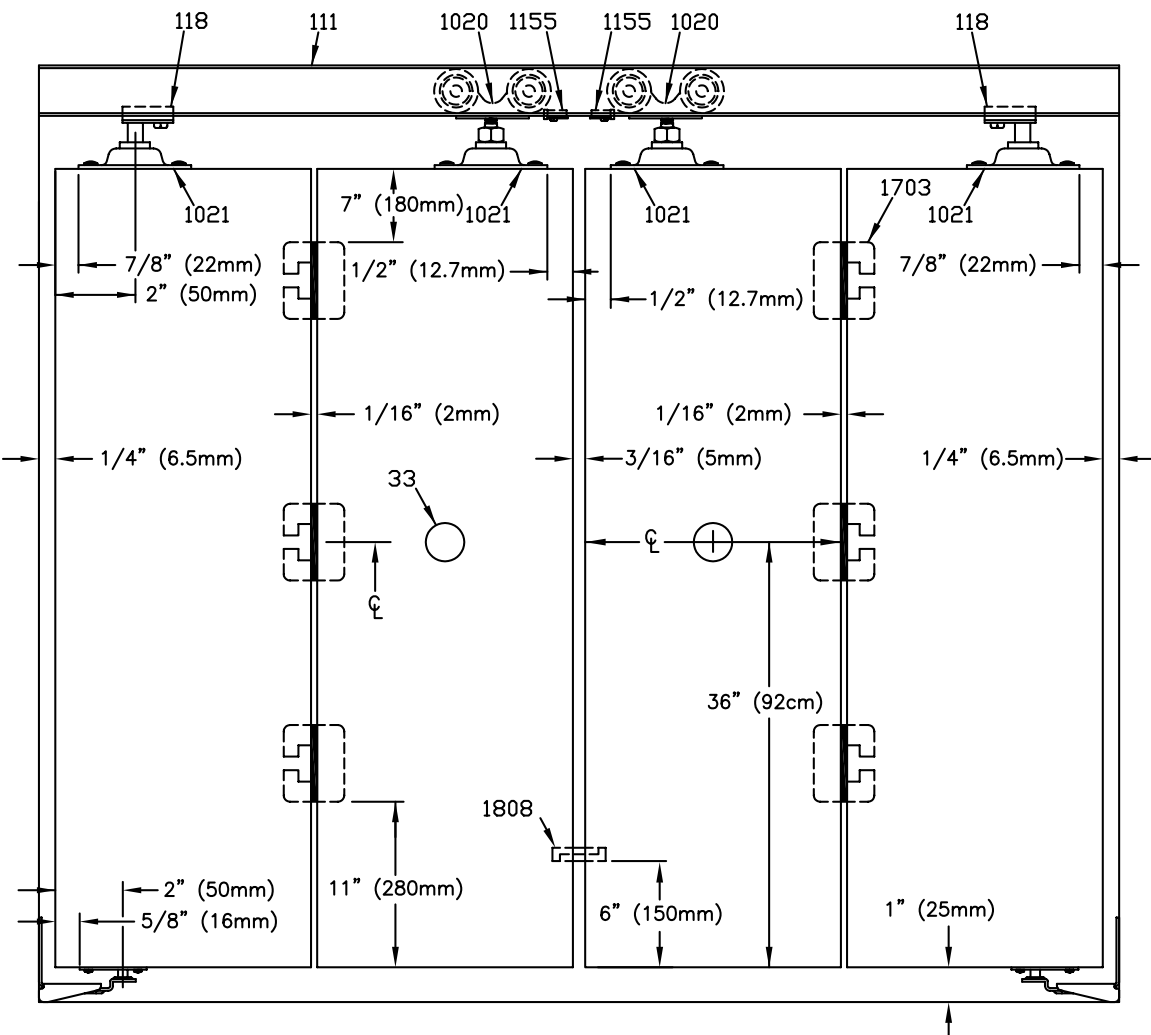 118
111
1020
1155
1155
1020
118
1021
7” (180mm)
1021
1021
1703
1021
7/8” (22mm)
1/2” (12.7mm)
7/8” (22mm)
2” (50mm)
1/2” (12.7mm)
1/16” (2mm)
1/16” (2mm)
1/4” (6.5mm)
3/16” (5mm)
1/4” (6.5mm)
33
℄
℄
36” (92cm)
1808
2” (50mm)
11” (280mm)
5/8” (16mm)
6” (150mm)
1” (25mm)